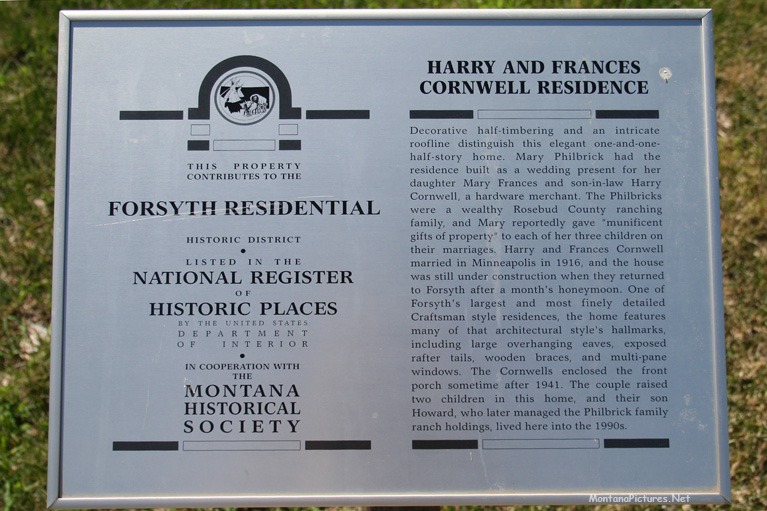 THIS PROPERTY
CONTRIBUTES TO THE
FORSYTH RESIDENTIAL
HISTORIC DISTRICT
•
LISTED IN THE
NATIONAL REGISTER
OF
HISTORIC PLACES
BY THE UNITED STATES
DEPARTMENT
OF INTERIOR
•
IN COOPERATION WITH
THE
MONTANA
HISTORICAL
SOCIETY
HARRY AND FRANCES
CORNWELL RESIDENCE
Decorative half-timbering and an intricate
roofline distinguish this elegant one-and-one-
half-story home. Mary Philbrick had the
residence built as a wedding present for her
daughter Mary Frances and son-in-law Harry
Cornwell, a hardware merchant. The Philbricks
were a wealthy Rosebud County ranching
family, and Mary reportedly gave "munificent
gifts of property" to each of her three children on
their marriages. Harry and Frances Cornwell
married in Minneapolis in 1916, and the house
was still under construction when they returned
to Forsyth after a month's honeymoon. One of
Forsyth's largest and most finely detailed
Craftsman style residences, the home features
many of that architectural style's hallmarks,
including large overhanging eaves, exposed
rafter tails, wooden braces, and multi-pane
windows. The Cornwells enclosed the front
porch sometime after 1941. The couple raised
two children in this home, and their son
Howard, who later managed the Philbrick family
ranch holdings, lived here into the 1990s.
MontanaPictures.Net